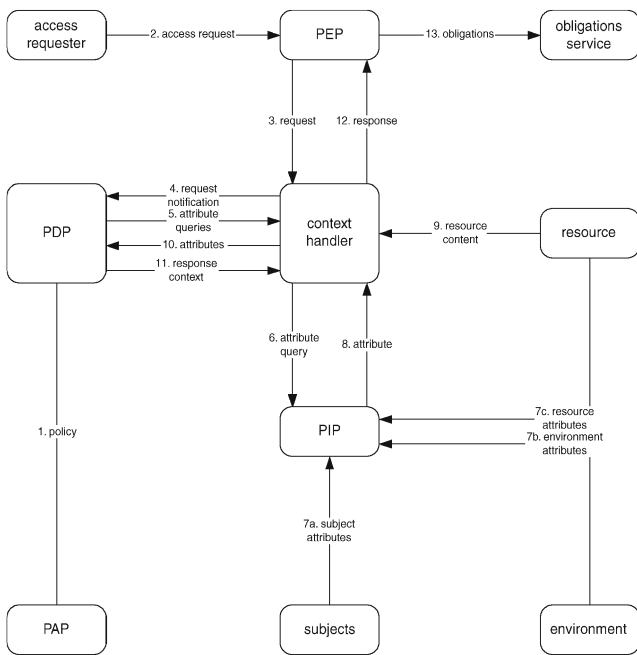 access
requester
2. access request
PEP
13. obligations
obligations
service
3. request
12. response
PDP
4. request
notification
5. attribute
queries
10. attributes
11. response
context
context
handler
9. resource
content
resource
6. attribute
query
8. attribute
1. policy
PIP
7c. resource
attributes
7b. environment
attributes
7a. subject
attributes
PAP
subjects
environment